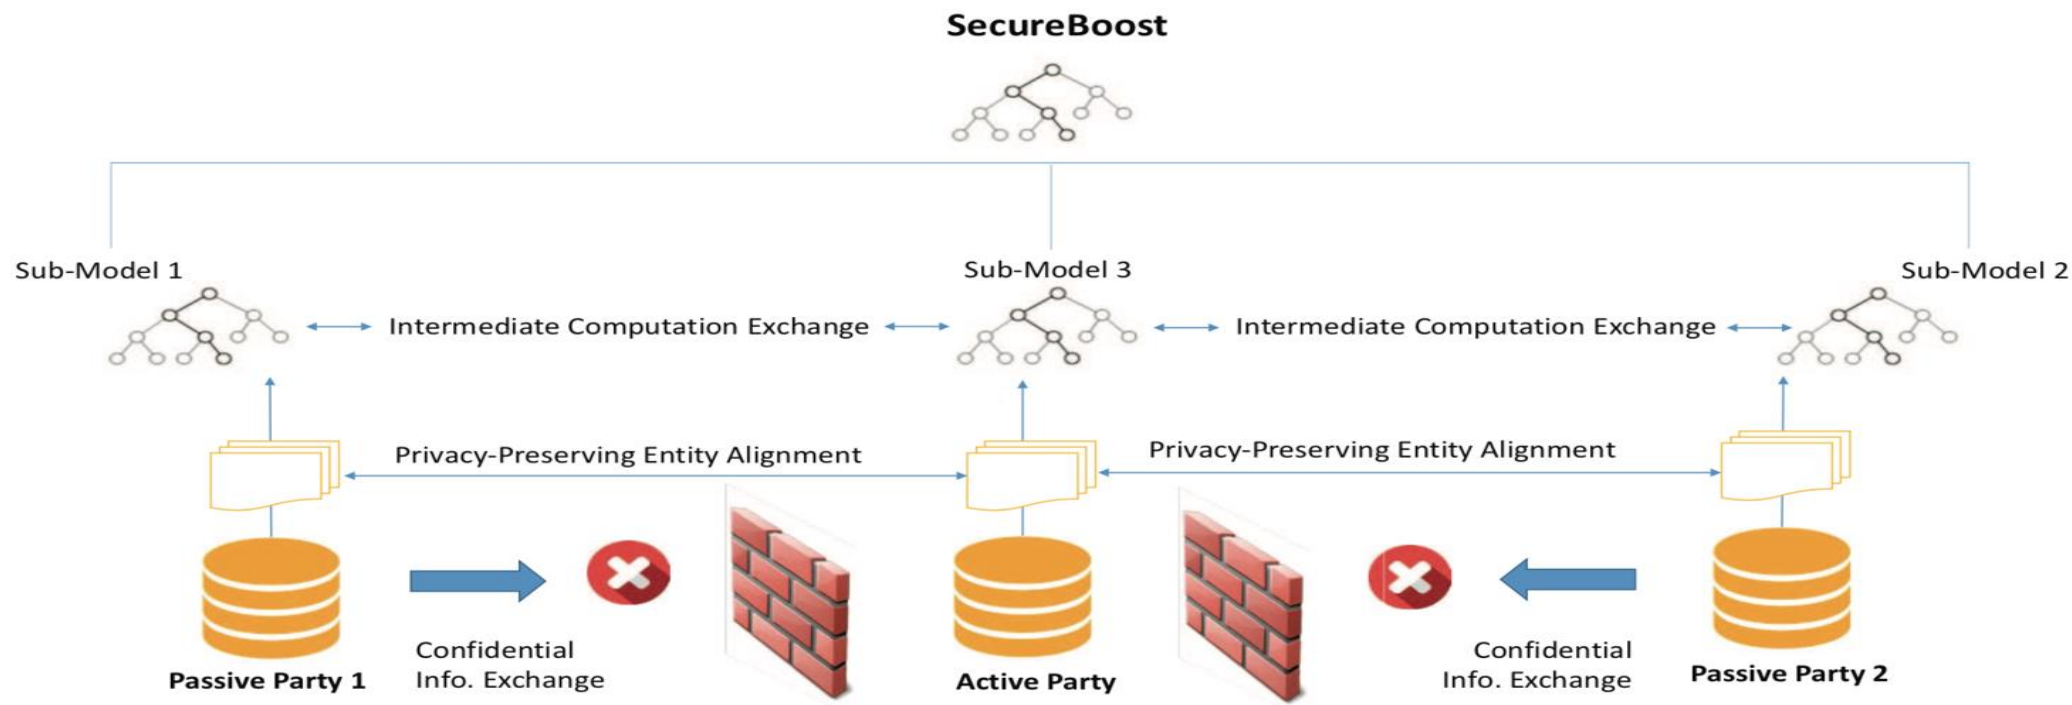 SecureBoost
Sub-Model 1
Sub-Model 3
Sub-Model 2
Intermediate Computation Exchange
Intermediate Computation Exchange
Privacy-Preserving Entity Alignment
Privacy-Preserving Entity Alignment
Confidential
Info. Exchange
Confidential
Info. Exchange
Passive Party 1
Active Party
Passive Party 2